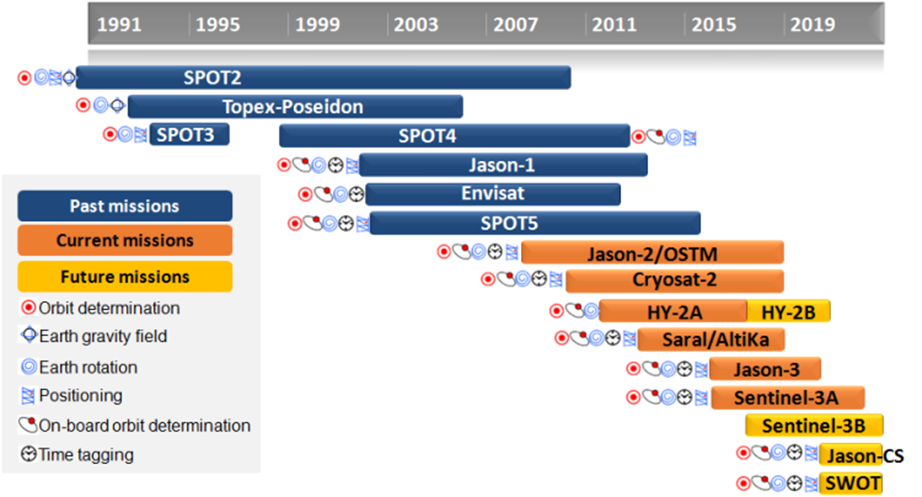 1991 1995 1999 2003 2007 2011 2015 2019
SPOT2
Topex-Poseidon
SPOT3 SPOT4
Jason-1
Envisat
SPOT5
Jason-2/OSTM
Cryosat-2
HY-2A HY-2B
Saral/AltiKa
Jason-3
Sentinel-3A
Sentinel-3B
Jason-CS
SWOT
Past missions
Current missions
Future missions
Orbit determination
Earth gravity field
Earth rotation
Positioning
On-board orbit determination
Time tagging